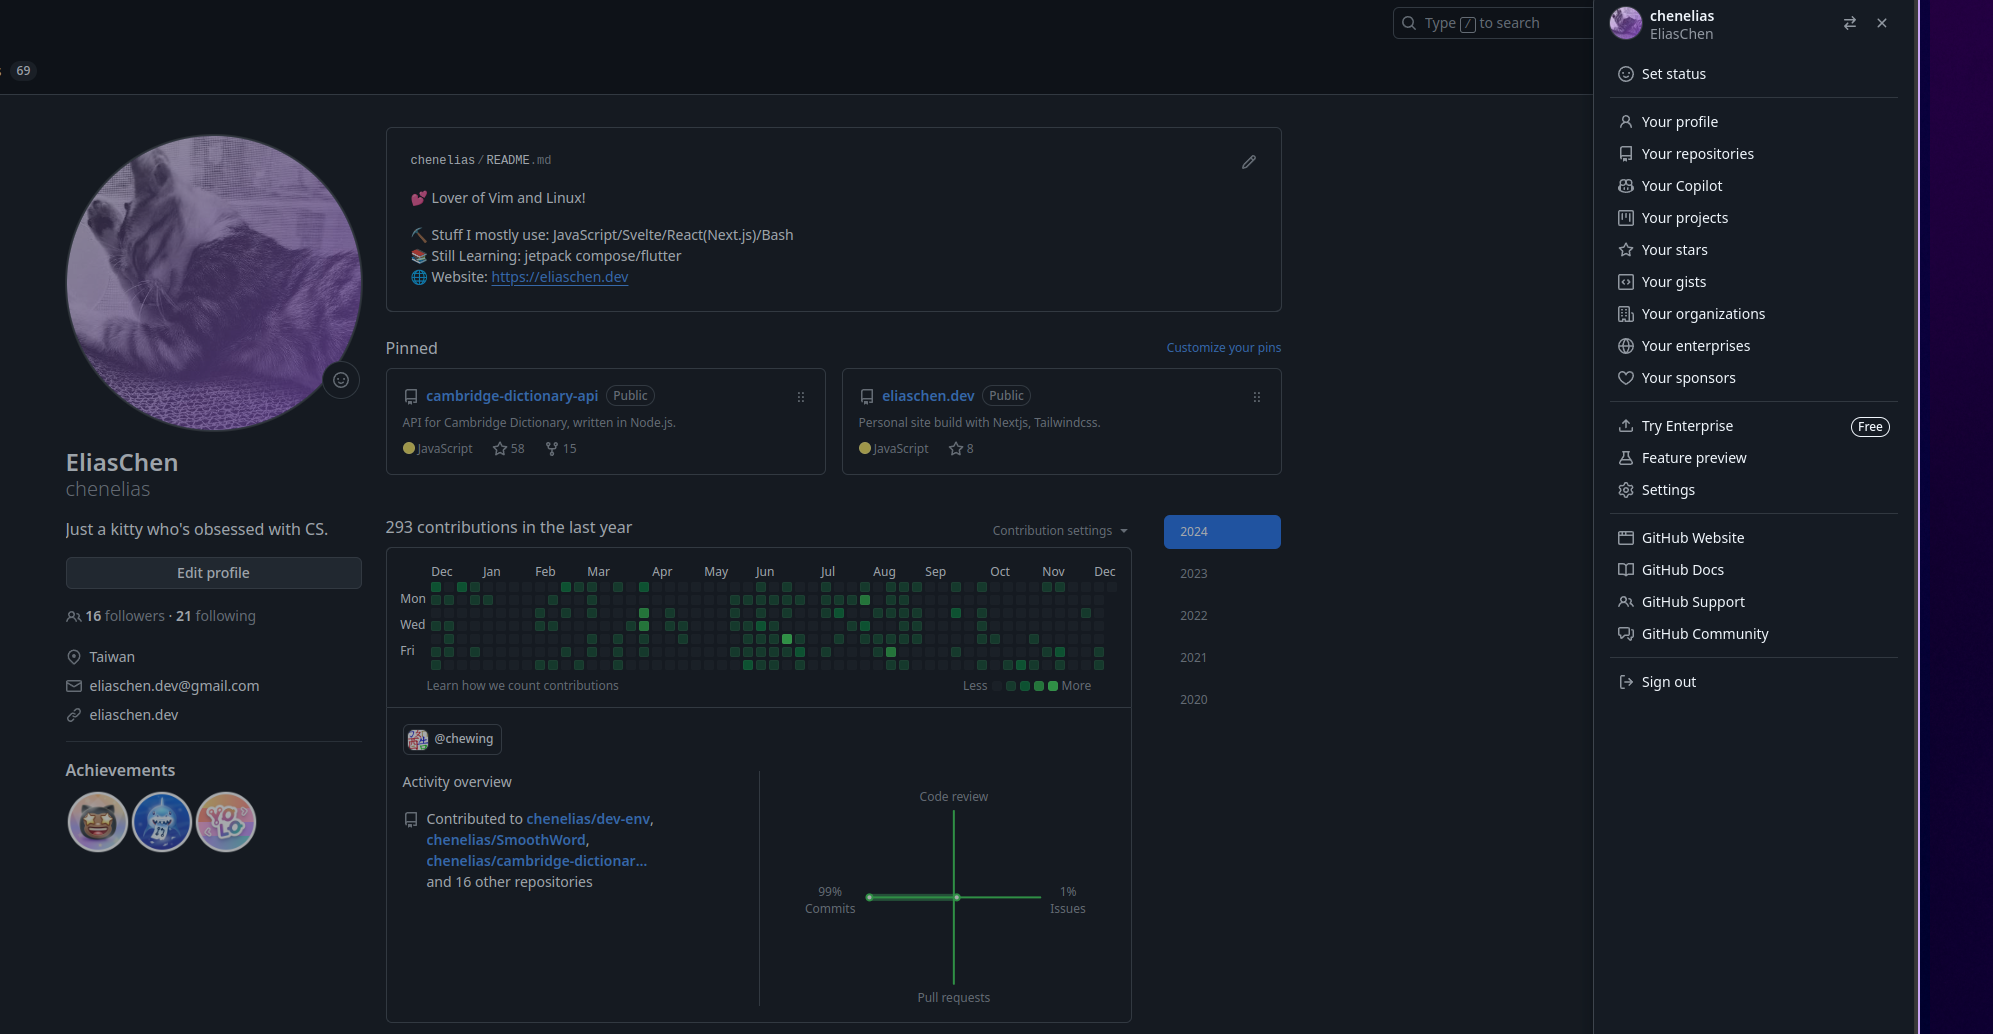 Type / to search
69
chenelias/README.md
💕 Lover of Vim and Linux!
⛏️ Stuff I mostly use: JavaScript/Svelte/React(Next.js)/Bash
📚 Still Learning: jetpack compose/flutter
🌐 Website: https://eliaschen.dev
EliasChen
chenelias
Just a kitty who's obsessed with CS.
Edit profile
16 followers · 21 following
Taiwan
eliaschen.dev@gmail.com
eliaschen.dev
Achievements
YOLO
Pinned
Customize your pins
cambridge-dictionary-api Public
API for Cambridge Dictionary, written in Node.js.
JavaScript 58 15
eliaschen.dev Public
Personal site build with Nextjs, Tailwindcss.
JavaScript 8
293 contributions in the last year
Contribution settings
2024
2023
2022
2021
2020
Dec Jan Feb Mar Apr May Jun Jul Aug Sep Oct Nov Dec
Mon
Wed
Fri
Learn how we count contributions
Less More
@chewing
Activity overview
Contributed to chenelias/dev-env,
chenelias/SmoothWord,
chenelias/cambridge-dictionar...
and 16 other repositories
Code review
99%
Commits
1%
Issues
Pull requests
chenelias
EliasChen
Set status
Your profile
Your repositories
Your Copilot
Your projects
Your stars
Your gists
Your organizations
Your enterprises
Your sponsors
Try Enterprise Free
Feature preview
Settings
GitHub Website
GitHub Docs
GitHub Support
GitHub Community
Sign out